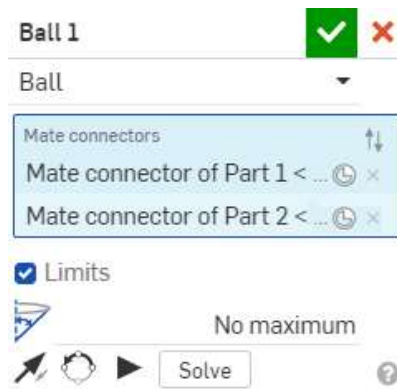 Ball 1
Ball
Mate connectors
Mate connector of Part 1 < ...
Mate connector of Part 2 < ...
Limits
No maximum
Solve